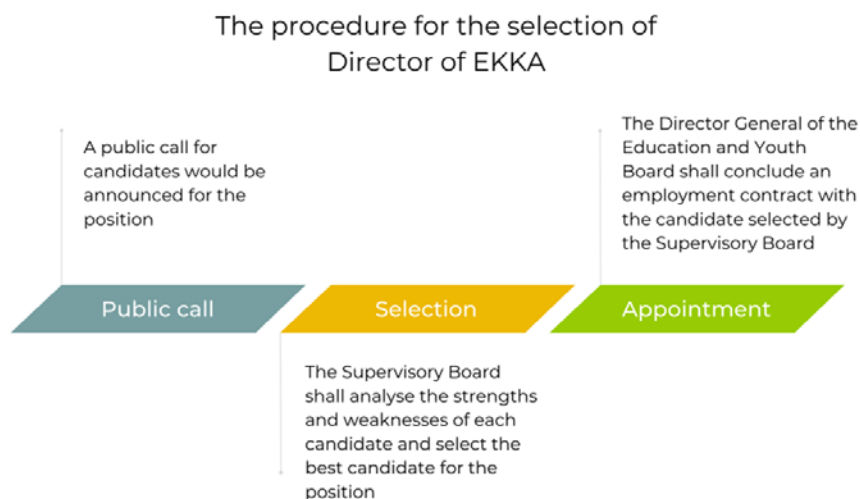 The procedure for the selection of
Director of EKKA
A public call for
candidates would be
announced for the
position
The Director General of the
Education and Youth
Board shall conclude an
employment contract with
the candidate selected by
the Supervisory Board
Public call
Selection
Appointment
The Supervisory Board
shall analyse the strengths
and weaknesses of each
candidate and select the
best candidate for the
position